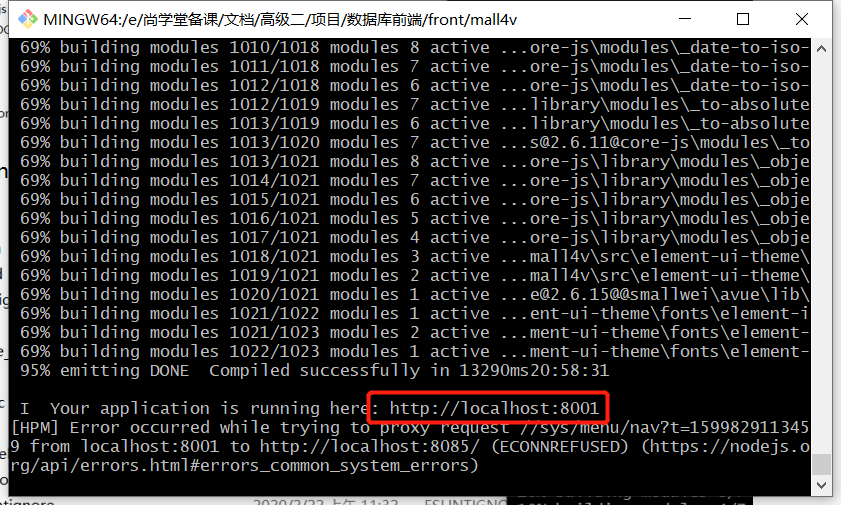 MINGW64:/e/尚学堂备课/文档/高级二/项目/数据库前端/front/mall4v
69% building modules 1010/1018 modules 8 active ...ore-js\modules\_date-to-iso-
69% building modules 1011/1018 modules 7 active ...ore-js\modules\_date-to-iso-
69% building modules 1012/1018 modules 6 active ...ore-js\modules\_date-to-iso-
69% building modules 1012/1019 modules 7 active ...library\modules\_to-absolute
69% building modules 1013/1019 modules 6 active ...library\modules\_to-absolute
69% building modules 1013/1020 modules 7 active ...s@2.6.11@core-js\modules\_to
69% building modules 1013/1021 modules 8 active ...ore-js\library\modules\_obje
69% building modules 1014/1021 modules 7 active ...ore-js\library\modules\_obje
69% building modules 1015/1021 modules 6 active ...ore-js\library\modules\_obje
69% building modules 1016/1021 modules 5 active ...ore-js\library\modules\_obje
69% building modules 1017/1021 modules 4 active ...ore-js\library\modules\_obje
69% building modules 1018/1021 modules 3 active ...mall4v\src\element-ui-theme\
69% building modules 1019/1021 modules 2 active ...mall4v\src\element-ui-theme\
69% building modules 1020/1021 modules 1 active ...e@2.6.15@@smallwei\avue\lib\
69% building modules 1021/1022 modules 1 active ...ent-ui-theme\fonts\element-i
69% building modules 1021/1023 modules 2 active ...ment-ui-theme\fonts\element-
69% building modules 1022/1023 modules 1 active ...ment-ui-theme\fonts\element-
95% emitting DONE  Compiled successfully in 13290ms20:58:31
I  Your application is running here: http://localhost:8001
[HPM] Error occurred while trying to proxy request //sys/menu/nav?t=159982911345
9 from localhost:8001 to http://localhost:8085/ (ECONNREFUSED) (https://nodejs.o
rg/api/errors.html#errors_common_system_errors)